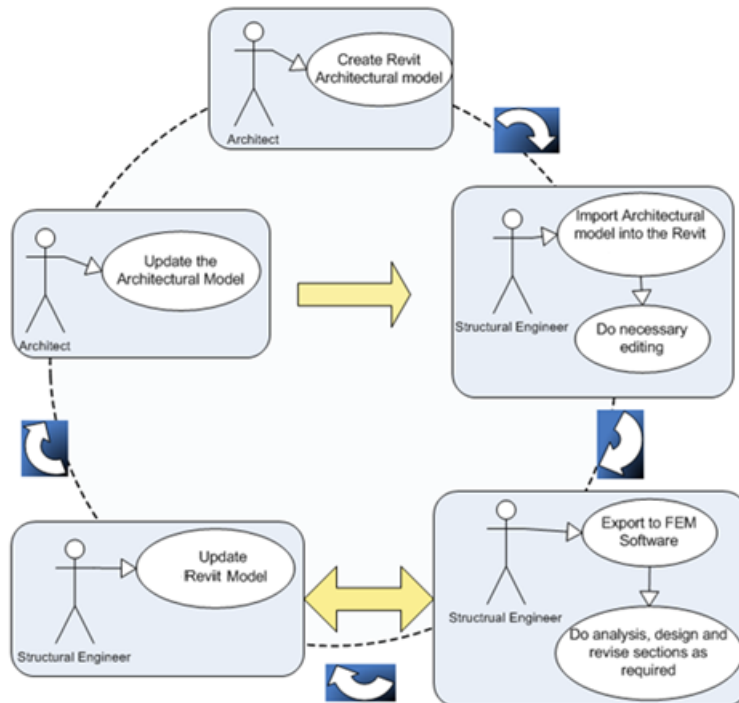 Create Revit
Architectural model
Architect
Import Architectural
model into the Revit
Structural Engineer
Do necessary
editing
Update the
Architectural Model
Architect
Export to FEM
Software
Structrual Engineer
Do analysis, design and
revise sections as
required
Update
Reviit Model
Structural Engineer